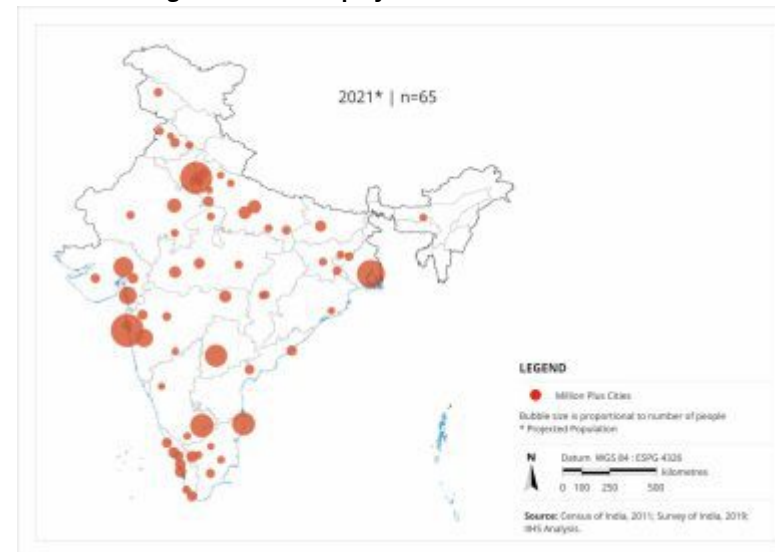 2021* | n=65
LEGEND
Million Plus Cities
Bubble size is proportional to number of people
* Projected Population
N
Datum WGS 84 : ESPG-4326
kilometres
0 100 250 500
Source: Census of India, 2011; Survey of India, 2019;
IIHS Analysis.